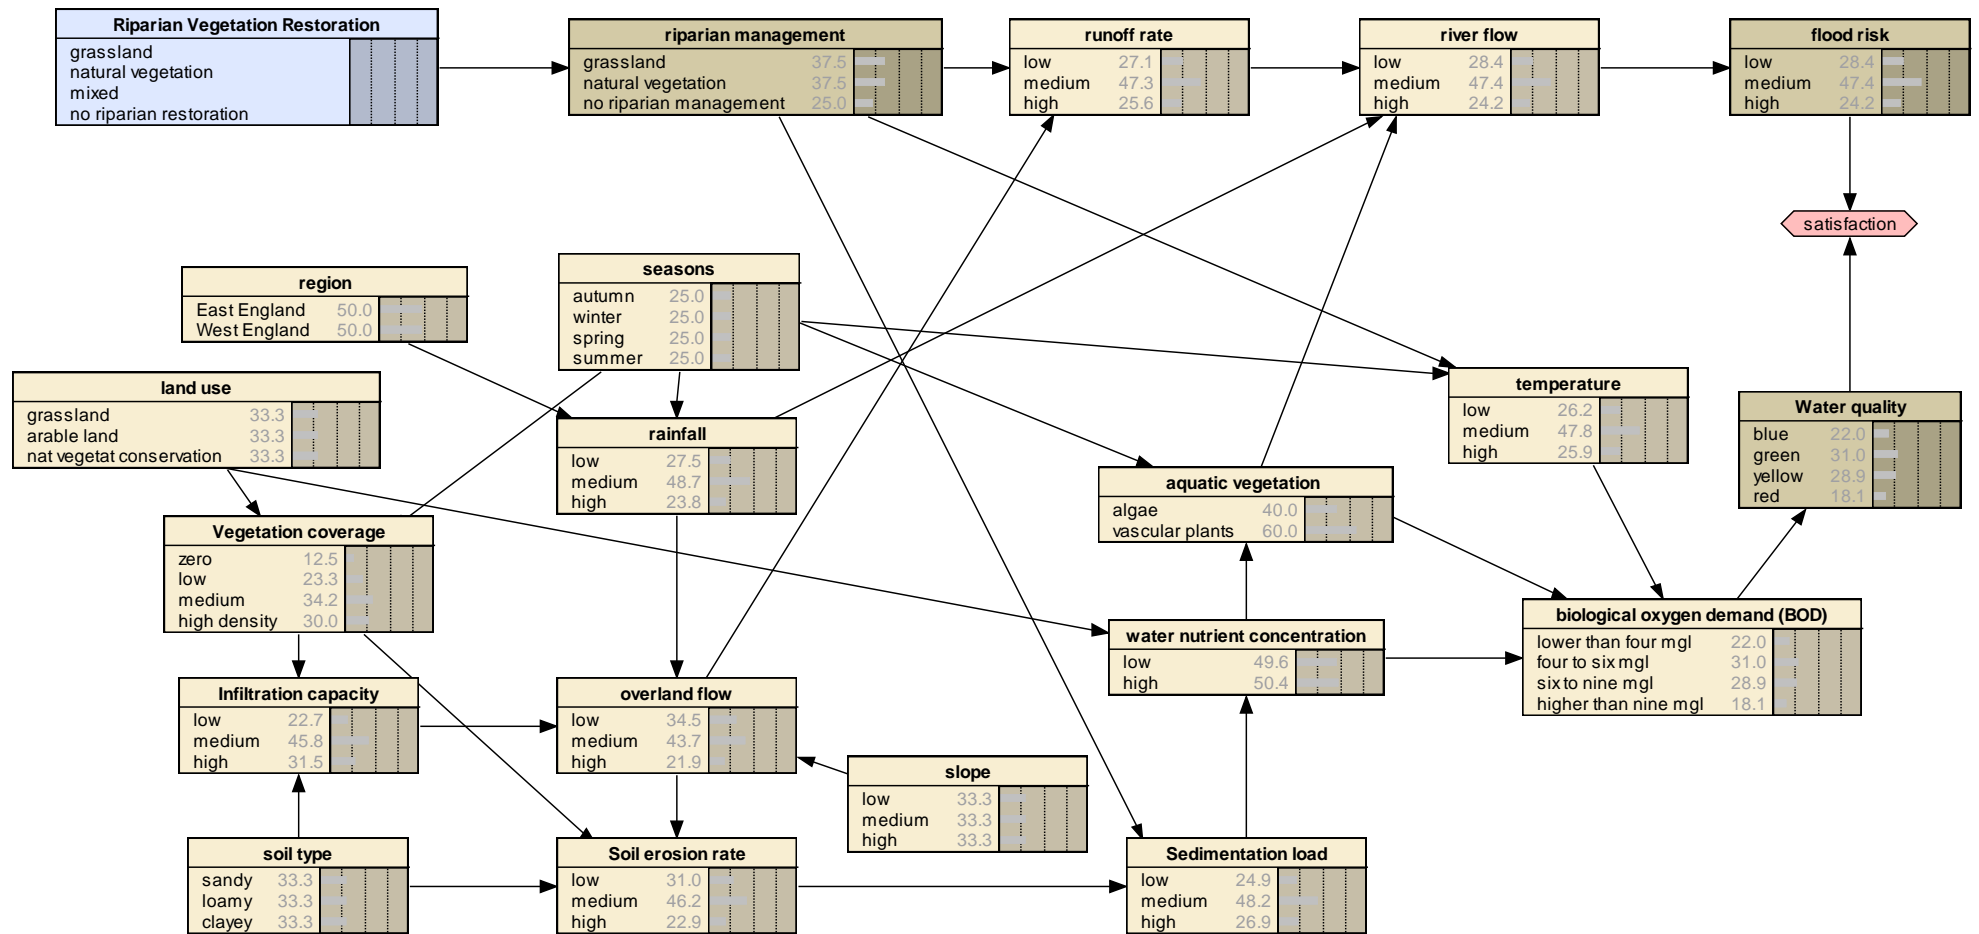 Riparian Vegetation Restoration
grassland
natural vegetation
mixed
no riparian restoration
riparian management
grassland 37.5
natural vegetation 37.5
no riparian management 25.0
runoff rate
low 27.1
medium 47.3
high 25.6
river flow
low 28.4
medium 47.4
high 24.2
flood risk
low 28.4
medium 47.4
high 24.2
satisfaction
region
East England 50.0
West England 50.0
seasons
autumn 25.0
winter 25.0
spring 25.0
summer 25.0
land use
grassland 33.3
arable land 33.3
nat vegetat conservation 33.3
rainfall
low 27.5
medium 48.7
high 23.8
temperature
low 26.2
medium 47.8
high 25.9
Water quality
blue 22.0
green 31.0
yellow 28.9
red 18.1
aquatic vegetation
algae 40.0
vascular plants 60.0
Vegetation coverage
zero 12.5
low 23.3
medium 34.2
high density 30.0
water nutrient concentration
low 49.6
high 50.4
biological oxygen demand (BOD)
lower than four mgl 22.0
four to six mgl 31.0
six to nine mgl 28.9
higher than nine mgl 18.1
Infiltration capacity
low 22.7
medium 45.8
high 31.5
overland flow
low 34.5
medium 43.7
high 21.9
slope
low 33.3
medium 33.3
high 33.3
soil type
sandy 33.3
loamy 33.3
clayey 33.3
Soil erosion rate
low 31.0
medium 46.2
high 22.9
Sedimentation load
low 24.9
medium 48.2
high 26.9